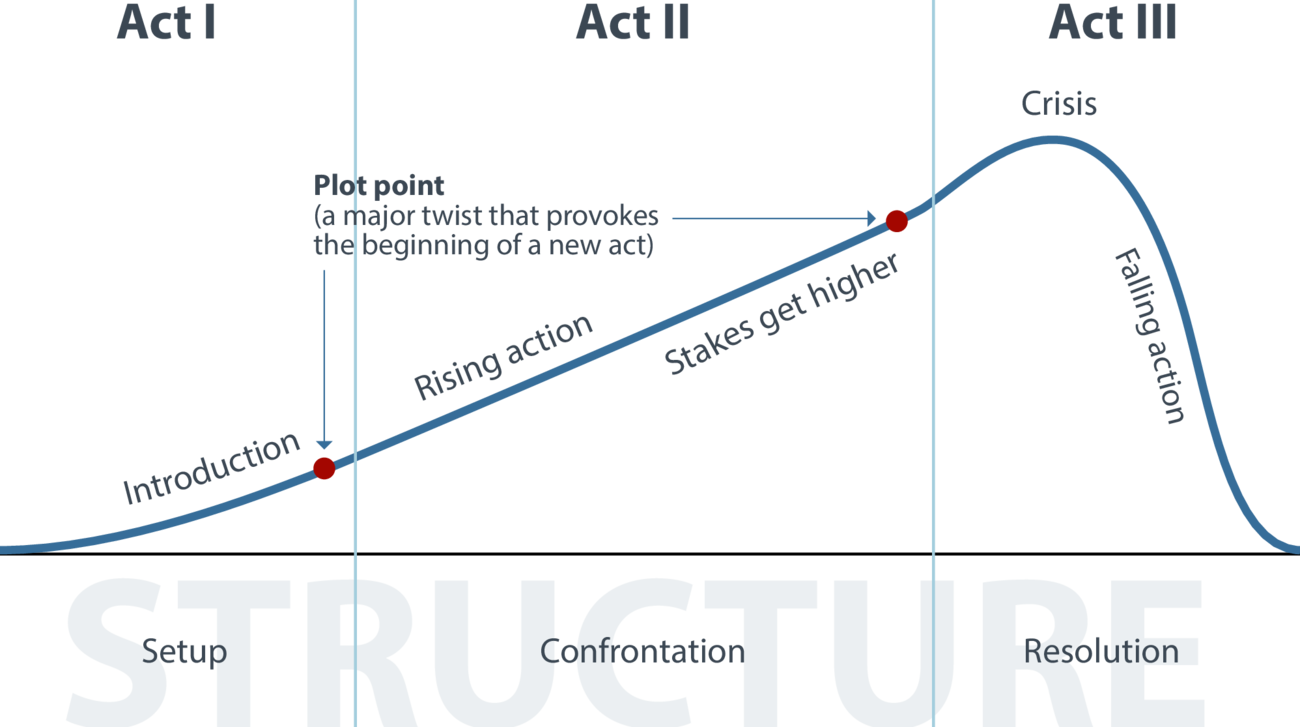 Act I
Act II
Act III
Crisis
Plot point
(a major twist that provokes
the beginning of a new act)
Introduction
Rising action
Stakes get higher
Falling action
STRUCTURE
Setup
Confrontation
Resolution